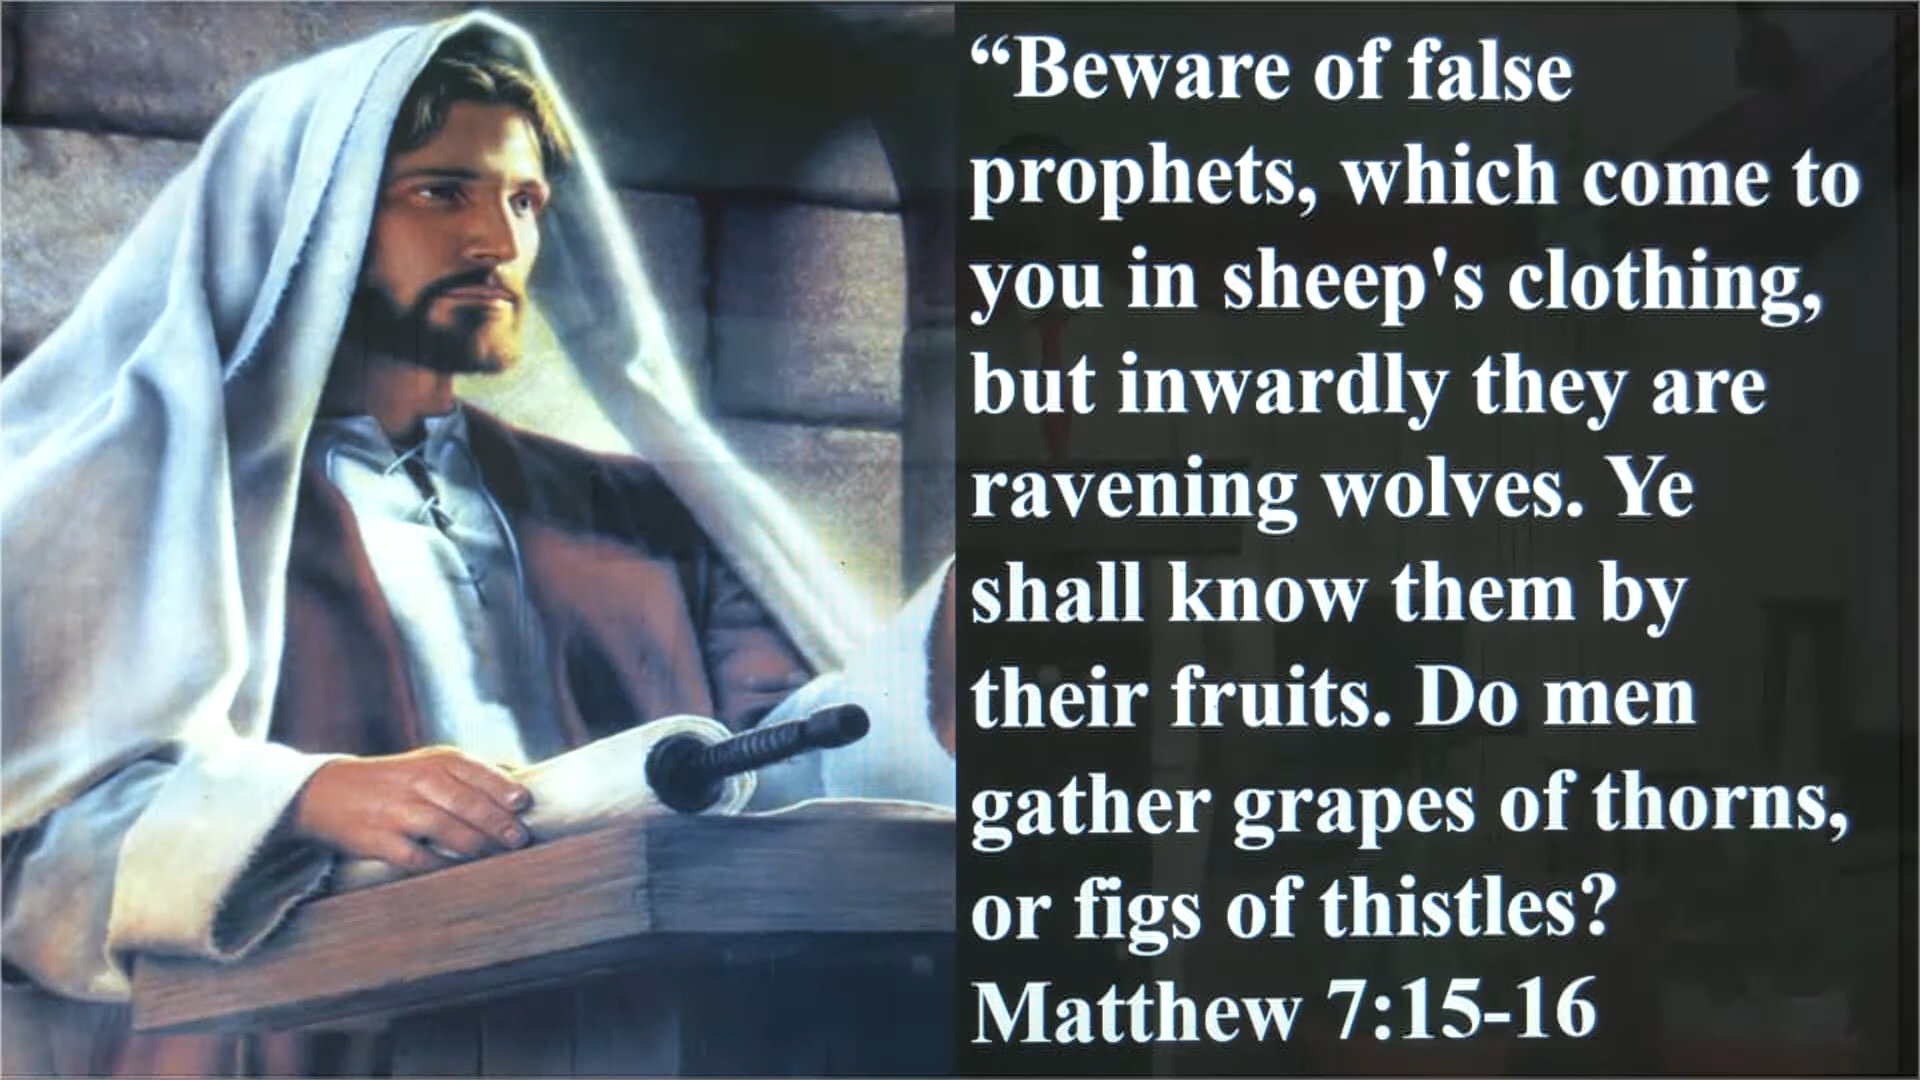 “Beware of false
prophets, which come to
you in sheep's clothing,
but inwardly they are
ravening wolves. Ye
shall know them by
their fruits. Do men
gather grapes of thorns,
or figs of thistles?
Matthew 7:15-16